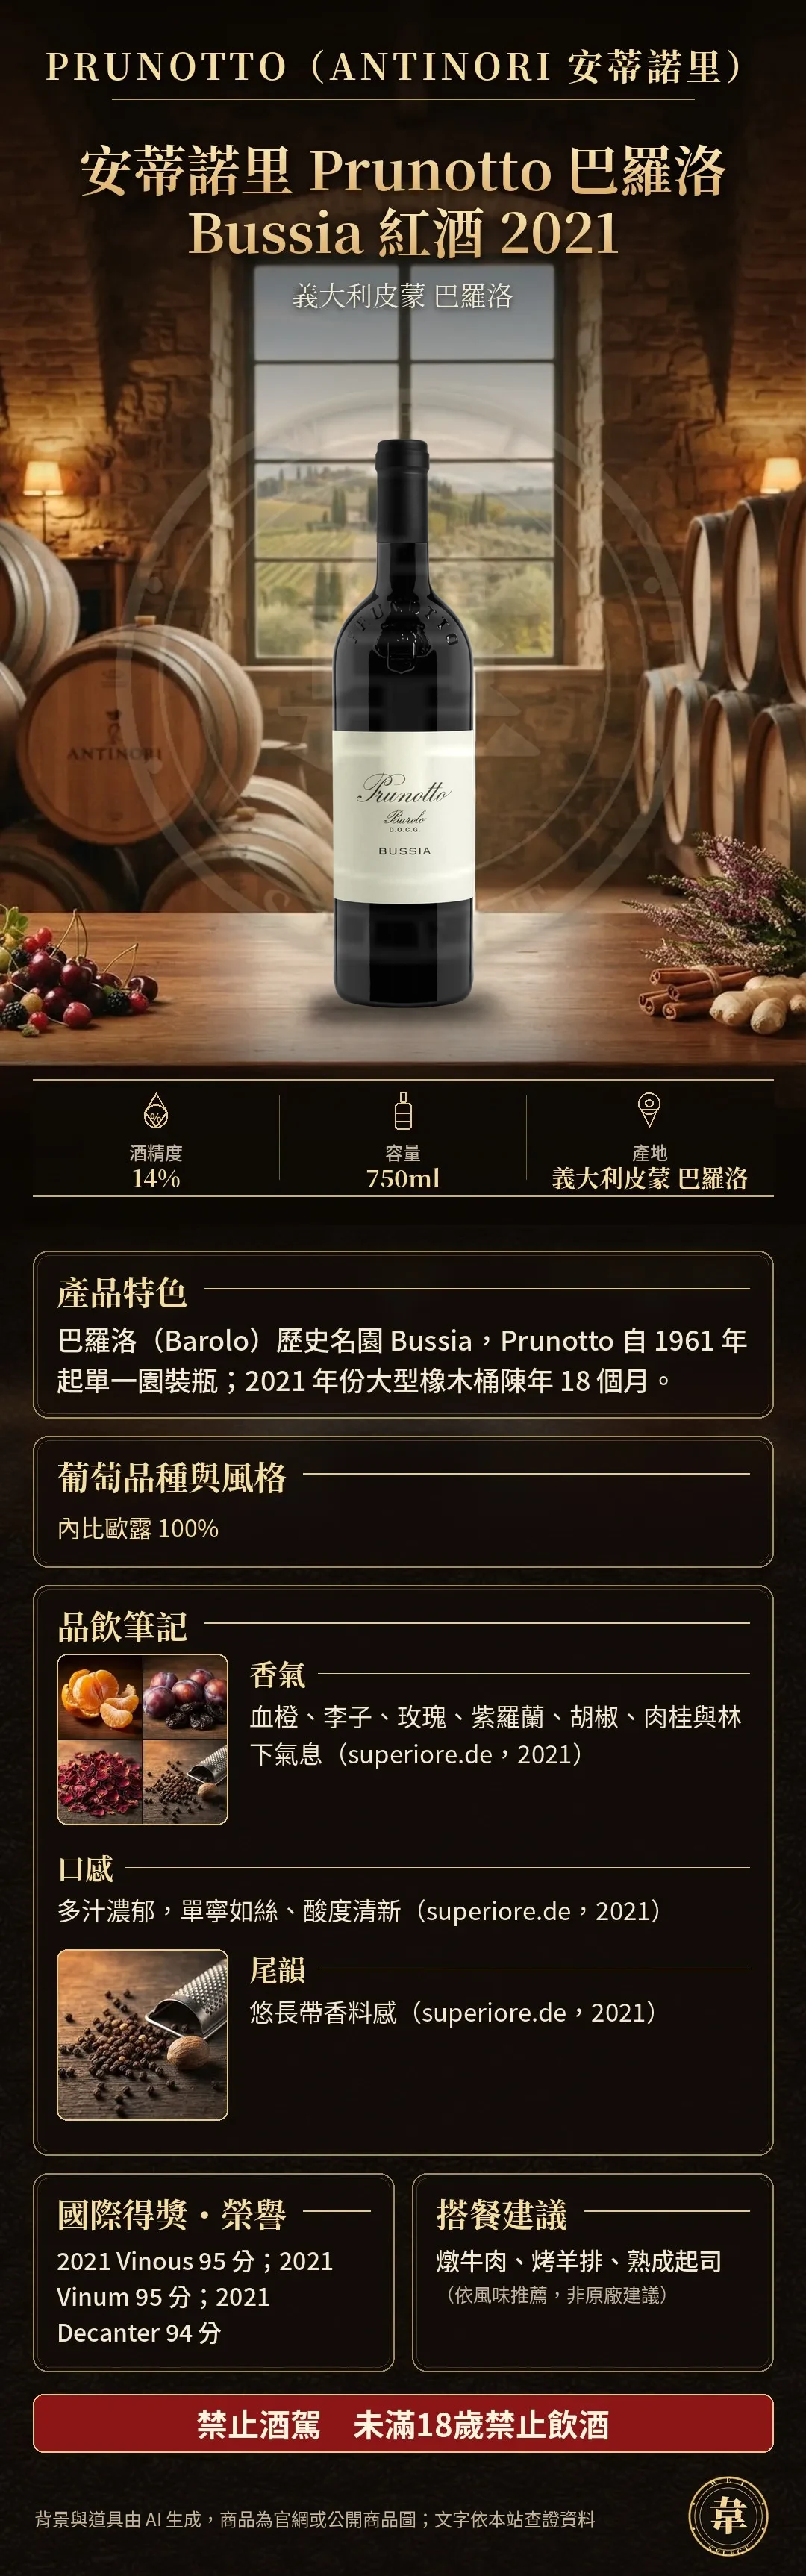 PRUNOTTO（ANTINORI 安蒂諾里）
安蒂諾里 Prunotto 巴羅洛
Bussia 紅酒 2021
義大利皮蒙 巴羅洛
PRUNOTTO
ANTINORI
Prunotto
Barolo
D.O.C.G.
BUSSIA
%
酒精度
14%
容量
750ml
產地
義大利皮蒙 巴羅洛
產品特色
巴羅洛（Barolo）歷史名園 Bussia，Prunotto 自 1961 年
起單一園裝瓶；2021 年份大型橡木桶陳年 18 個月。
葡萄品種與風格
內比歐露 100%
品飲筆記
香氣
血橙、李子、玫瑰、紫羅蘭、胡椒、肉桂與林
下氣息（superiore.de，2021）
口感
多汁濃郁，單寧如絲、酸度清新（superiore.de，2021）
尾韻
悠長帶香料感（superiore.de，2021）
國際得獎・榮譽
2021 Vinous 95 分；2021
Vinum 95 分；2021
Decanter 94 分
搭餐建議
燉牛肉、烤羊排、熟成起司
（依風味推薦，非原廠建議）
禁止酒駕　未滿18歲禁止飲酒
背景與道具由 AI 生成，商品為官網或公開商品圖；文字依本站查證資料
WEI
韋
SELECT